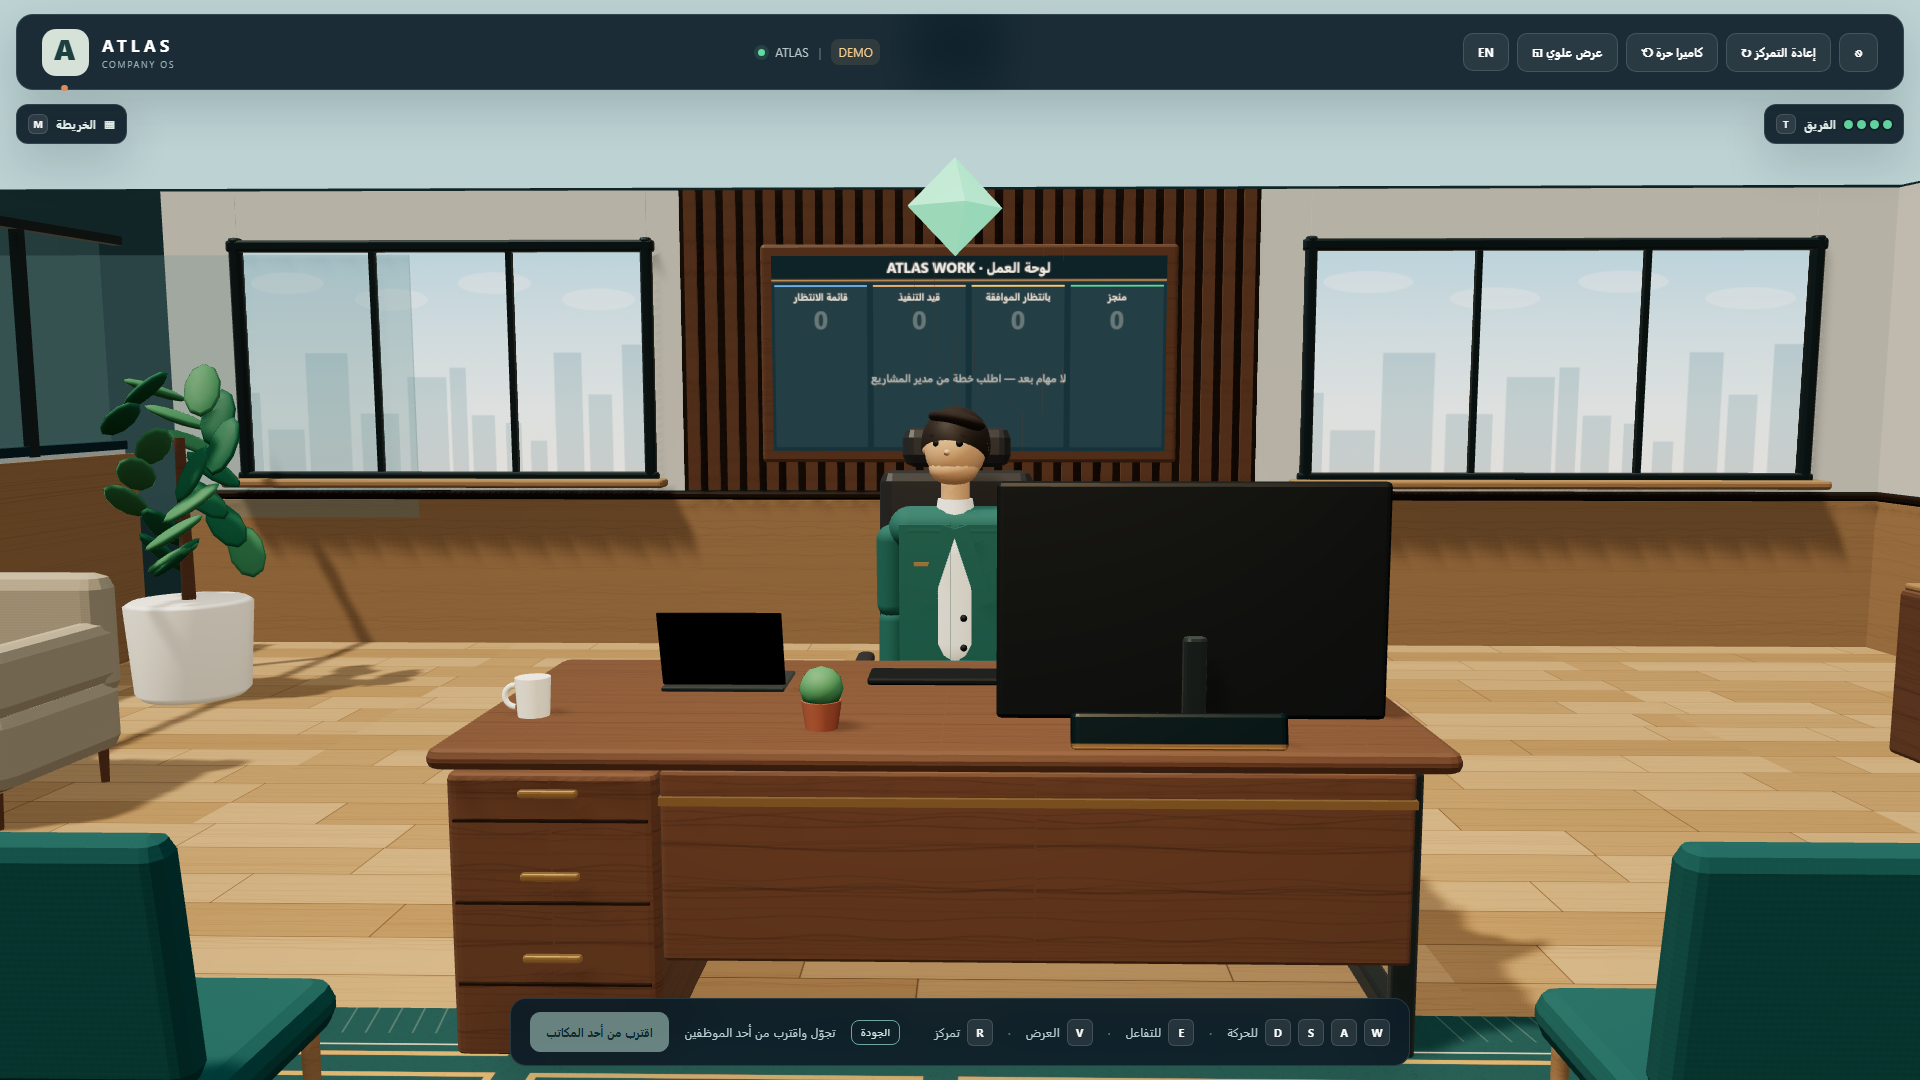 A
ATLAS
COMPANY OS
ATLAS | DEMO
EN
عرض علوي
كاميرا حرة
إعادة التمركز
الخريطة M
الفريق T
لوحة العمل · ATLAS WORK
منجز
0
بانتظار الموافقة
0
قيد التنفيذ
0
قائمة الانتظار
0
لا مهام بعد — اطلب خطة من مدير المشاريع
W A S D للحركة · E للتفاعل · V العرض · R تمركز
الجودة
تجوّل واقترب من أحد الموظفين
اقترب من أحد المكاتب